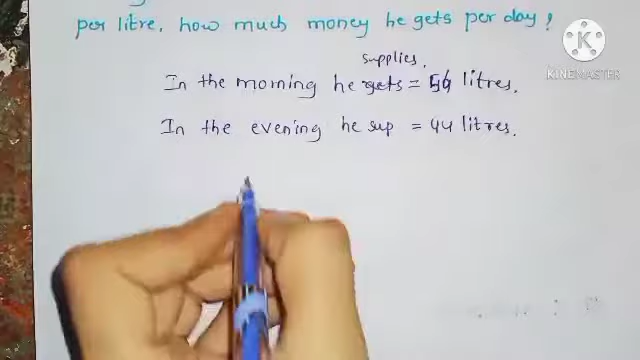 per litre, how much money he gets per day?
supplies.
In the morning he gets = 56 litres.
In the evening he sup = 44 litres.
KINEMASTER